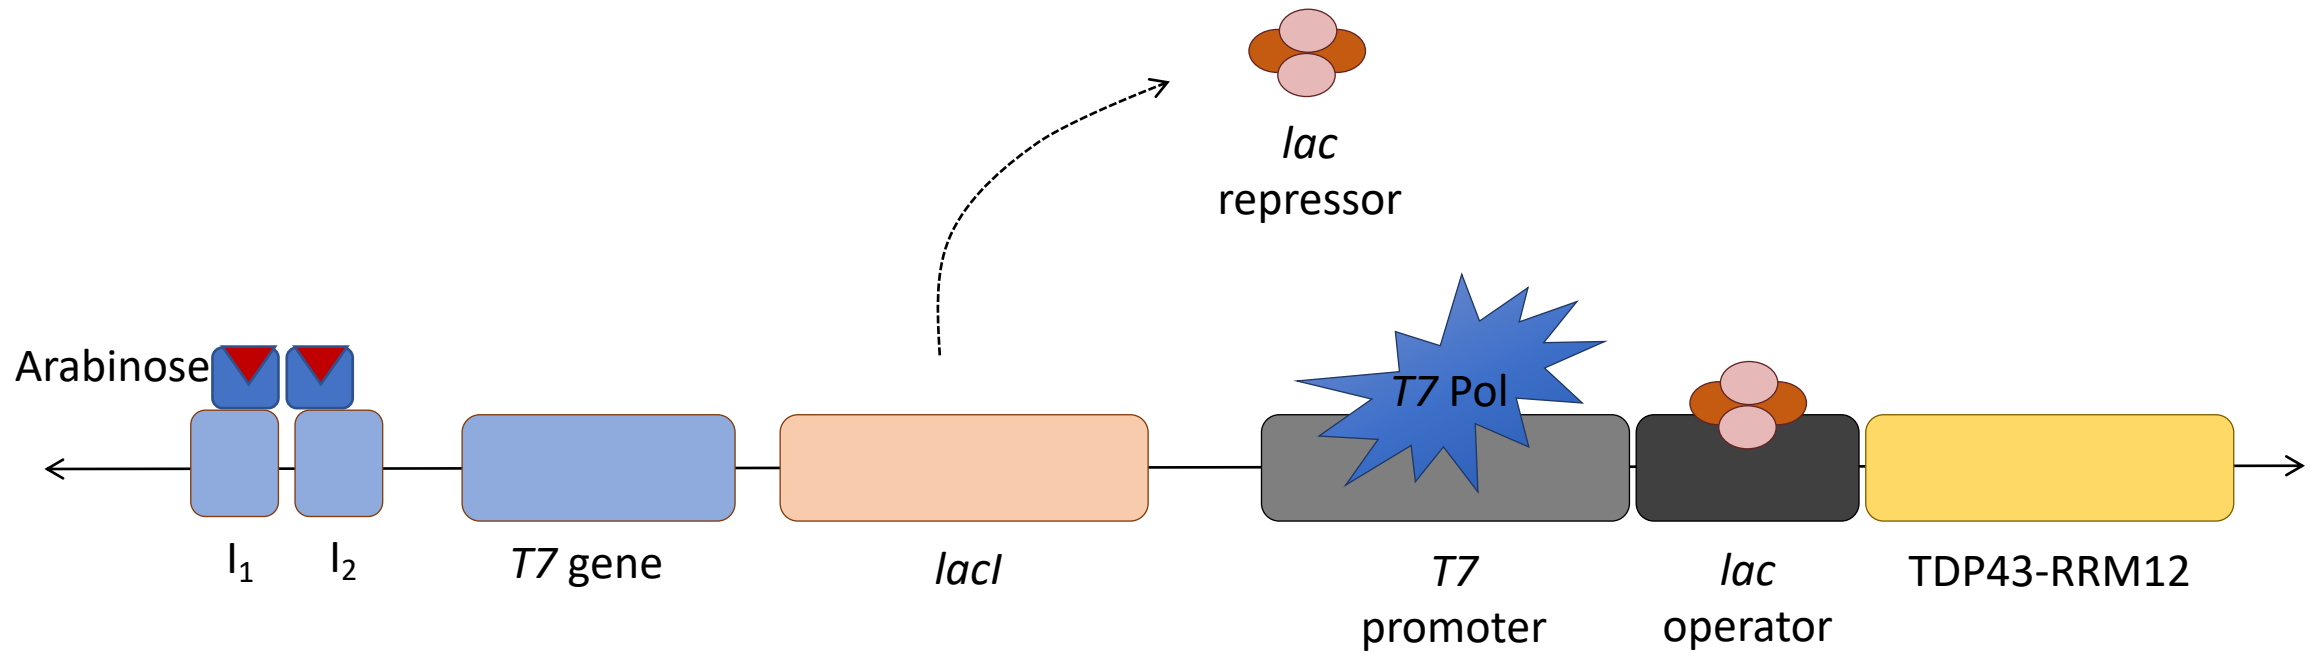 lac
repressor
Arabinose
T7 Pol
I₁
I₂
T7 gene
lacI
T7
promoter
lac
operator
TDP43-RRM12